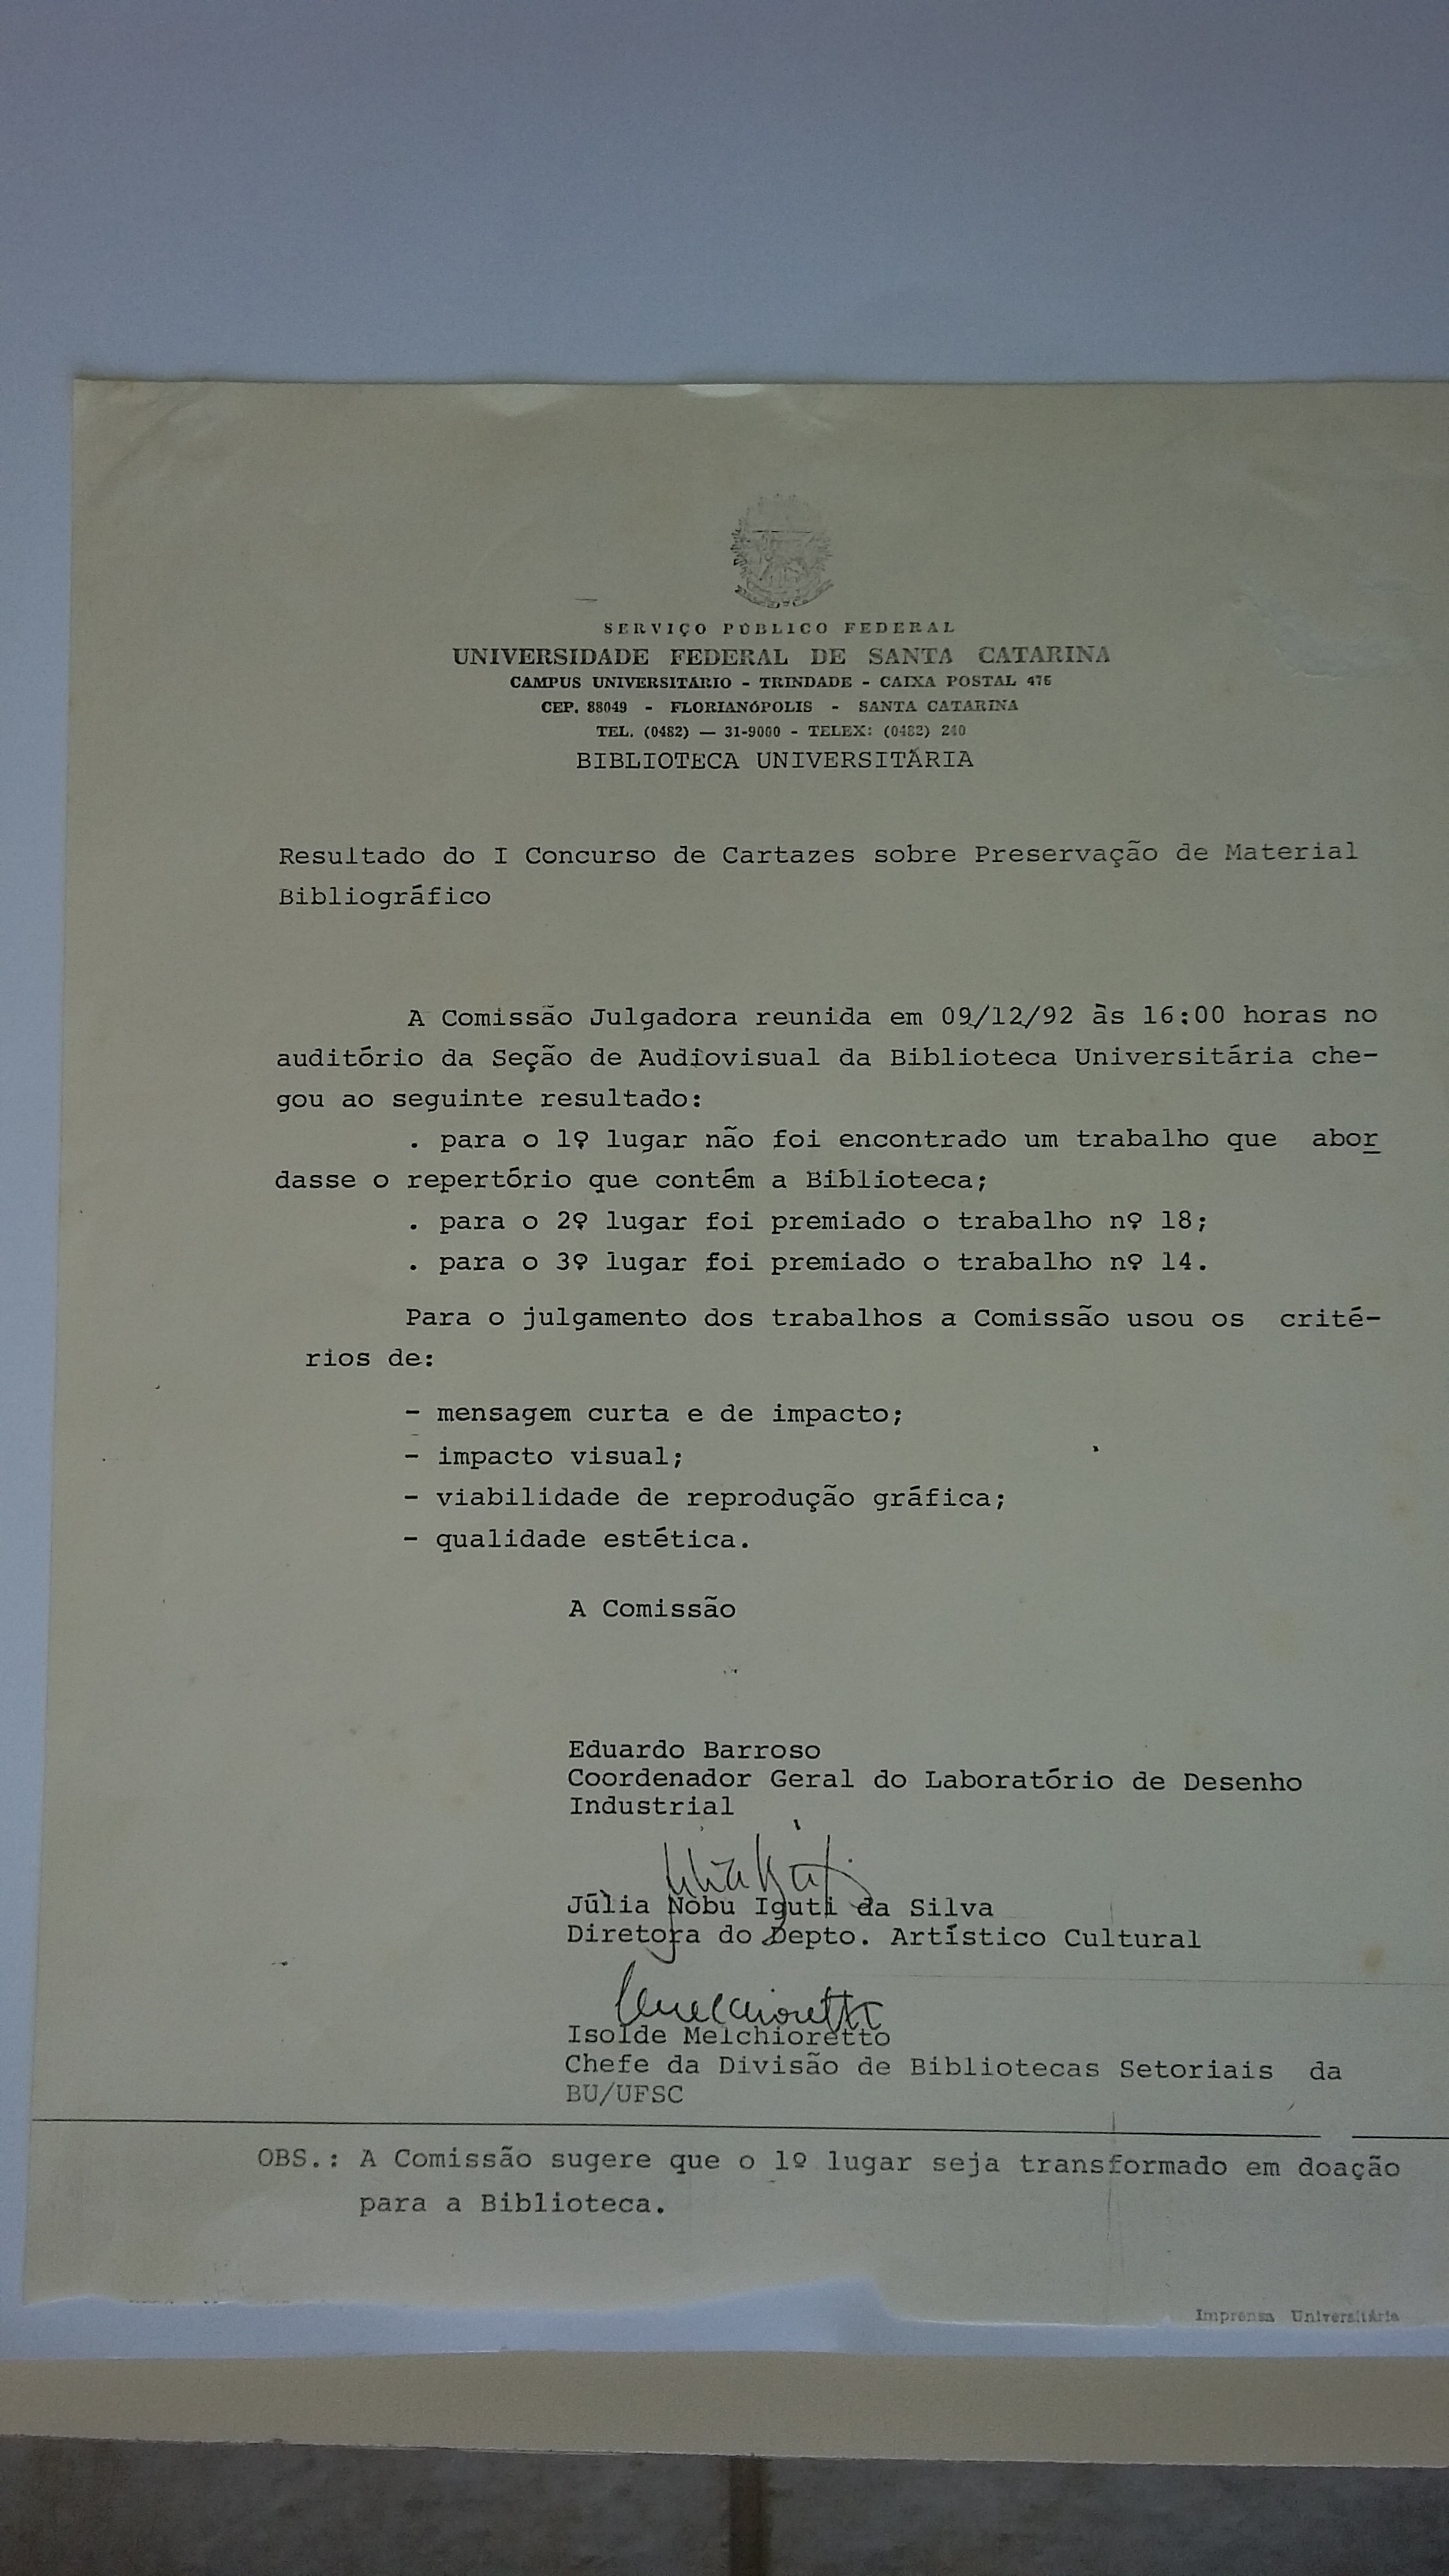 SERVIÇO PÚBLICO FEDERAL
UNIVERSIDADE FEDERAL DE SANTA CATARINA
CAMPUS UNIVERSITÁRIO - TRINDADE - CAIXA POSTAL 476
CEP. 88049 - FLORIANÓPOLIS - SANTA CATARINA
TEL. (0482) — 31-9000 - TELEX: (0482) 240
BIBLIOTECA UNIVERSITÁRIA
Resultado do I Concurso de Cartazes sobre Preservação de Material
Bibliográfico
A Comissão Julgadora reunida em 09/12/92 às 16:00 horas no
auditório da Seção de Audiovisual da Biblioteca Universitária che-
gou ao seguinte resultado:
. para o 1º lugar não foi encontrado um trabalho que abor
dasse o repertório que contém a Biblioteca;
. para o 2º lugar foi premiado o trabalho nº 18;
. para o 3º lugar foi premiado o trabalho nº 14.
Para o julgamento dos trabalhos a Comissão usou os crité-
rios de:
- mensagem curta e de impacto;
- impacto visual;
- viabilidade de reprodução gráfica;
- qualidade estética.
A Comissão
Eduardo Barroso
Coordenador Geral do Laboratório de Desenho
Industrial
Júlia Nobu Iguti da Silva
Diretora do Depto. Artístico Cultural
Isolde Melchioretto
Chefe da Divisão de Bibliotecas Setoriais da
BU/UFSC
OBS.: A Comissão sugere que o 1º lugar seja transformado em doação
para a Biblioteca.
Imprensa Universitária